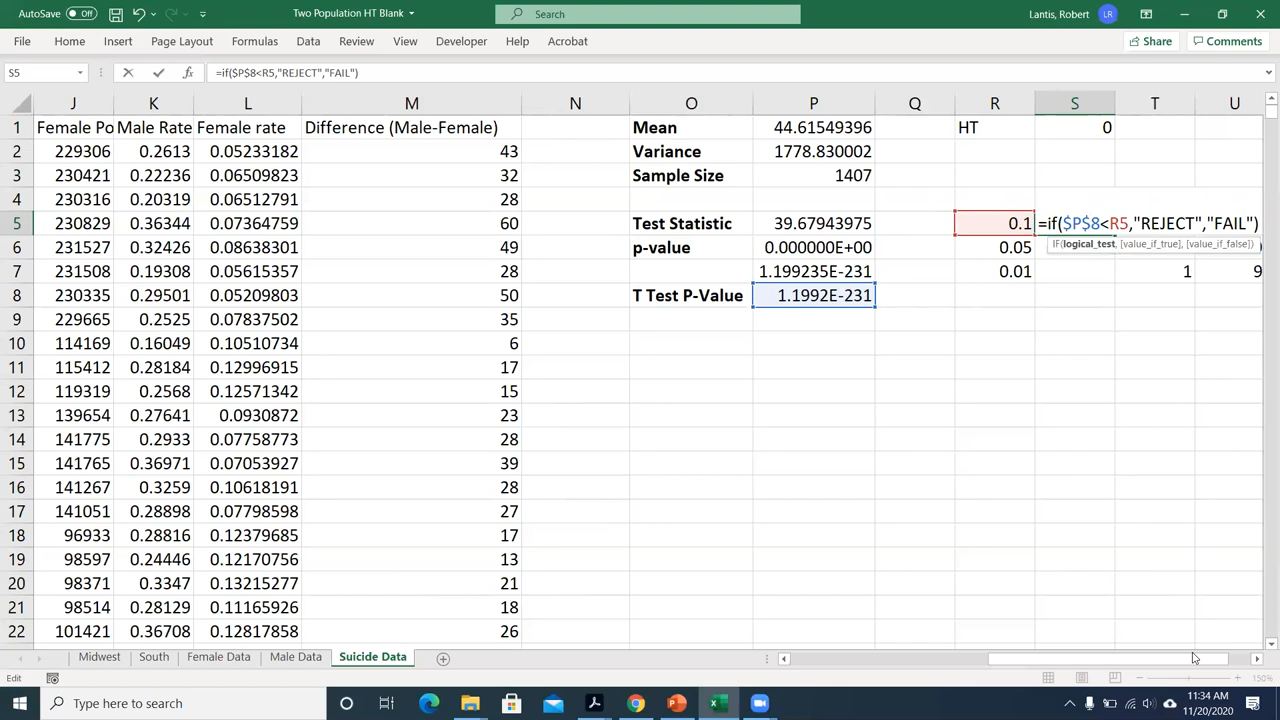 AutoSave Off Two Population HT Blank Search Lantis, Robert LR
File Home Insert Page Layout Formulas Data Review View Developer Help Acrobat Share Comments
S5 fx =if($P$8<R5,"REJECT","FAIL")
J K L M N O P Q R S T U
1 Female Po Male Rate Female rate Difference (Male-Female) Mean 44.61549396 HT 0
2 229306 0.2613 0.05233182 43 Variance 1778.830002
3 230421 0.22236 0.06509823 32 Sample Size 1407
4 230316 0.20319 0.06512791 28
5 230829 0.36344 0.07364759 60 Test Statistic 39.67943975 0.1 =if($P$8<R5,"REJECT","FAIL")
6 231527 0.32426 0.08638301 49 p-value 0.000000E+00 0.05 IF(logical_test, [value_if_true], [value_if_false])
7 231508 0.19308 0.05615357 28 1.199235E-231 0.01 1 9
8 230335 0.29501 0.05209803 50 T Test P-Value 1.1992E-231
9 229665 0.2525 0.07837502 35
10 114169 0.16049 0.10510734 6
11 115412 0.28184 0.12996915 17
12 119319 0.2568 0.12571342 15
13 139654 0.27641 0.0930872 23
14 141775 0.2933 0.07758773 28
15 141765 0.36971 0.07053927 39
16 141267 0.3259 0.10618191 28
17 141051 0.28898 0.07798598 27
18 96933 0.28816 0.12379685 17
19 98597 0.24446 0.12170756 13
20 98371 0.3347 0.13215277 21
21 98514 0.28129 0.11165926 18
22 101421 0.36708 0.12817858 26
Midwest South Female Data Male Data Suicide Data
Edit 150%
Type here to search 11:34 AM
11/20/2020